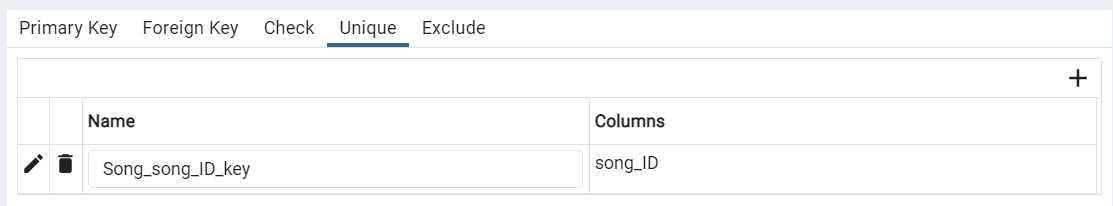 Primary Key Foreign Key Check Unique Exclude
Name Columns
Song_song_ID_key song_ID